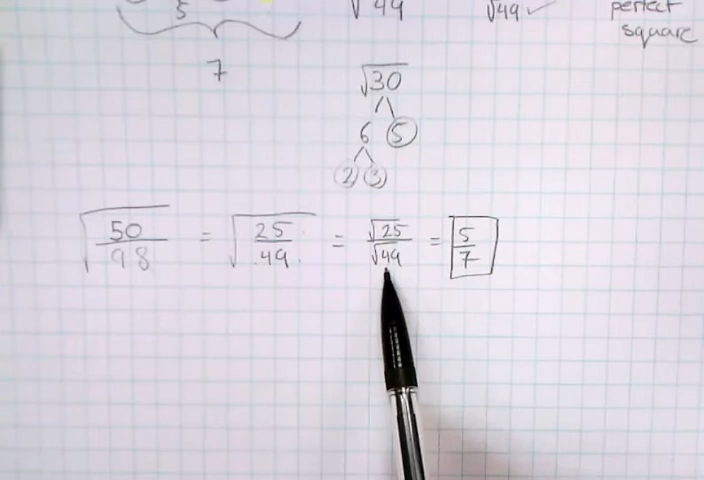 5 √49 √49 ✓ perfect
square
7
√30
6 5
2 3
√(50/98) = √(25/49) = √25/√49 = 5/7